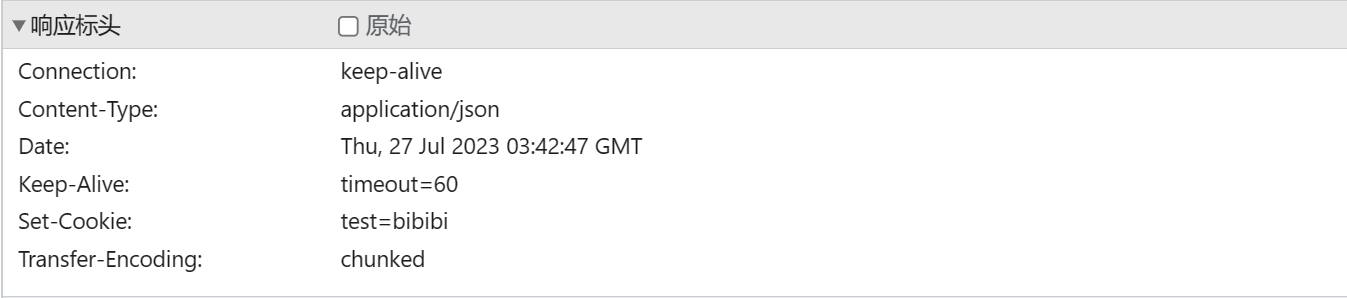 响应标头 原始
Connection: keep-alive
Content-Type: application/json
Date: Thu, 27 Jul 2023 03:42:47 GMT
Keep-Alive: timeout=60
Set-Cookie: test=bibibi
Transfer-Encoding: chunked